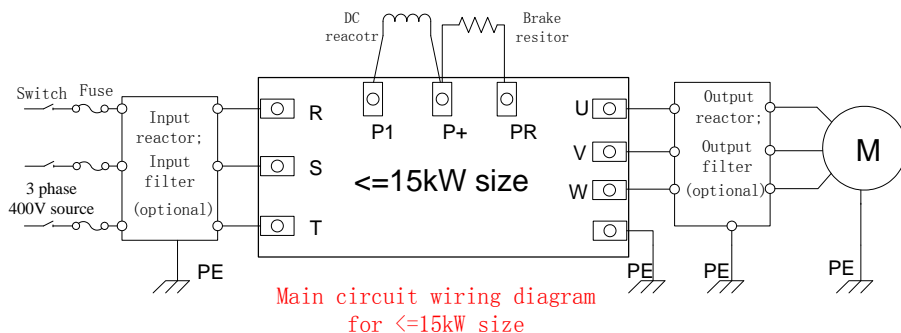 DC
reacotr
Brake
resitor
Switch
Fuse
P1
P+
PR
Input
reactor;
Input
filter
(optional)
R
S
T
<=15kW size
U
V
W
Output
reactor;
Output
filter
(optional)
M
3 phase
400V source
PE
PE
PE
PE
Main circuit wiring diagram
for <=15kW size